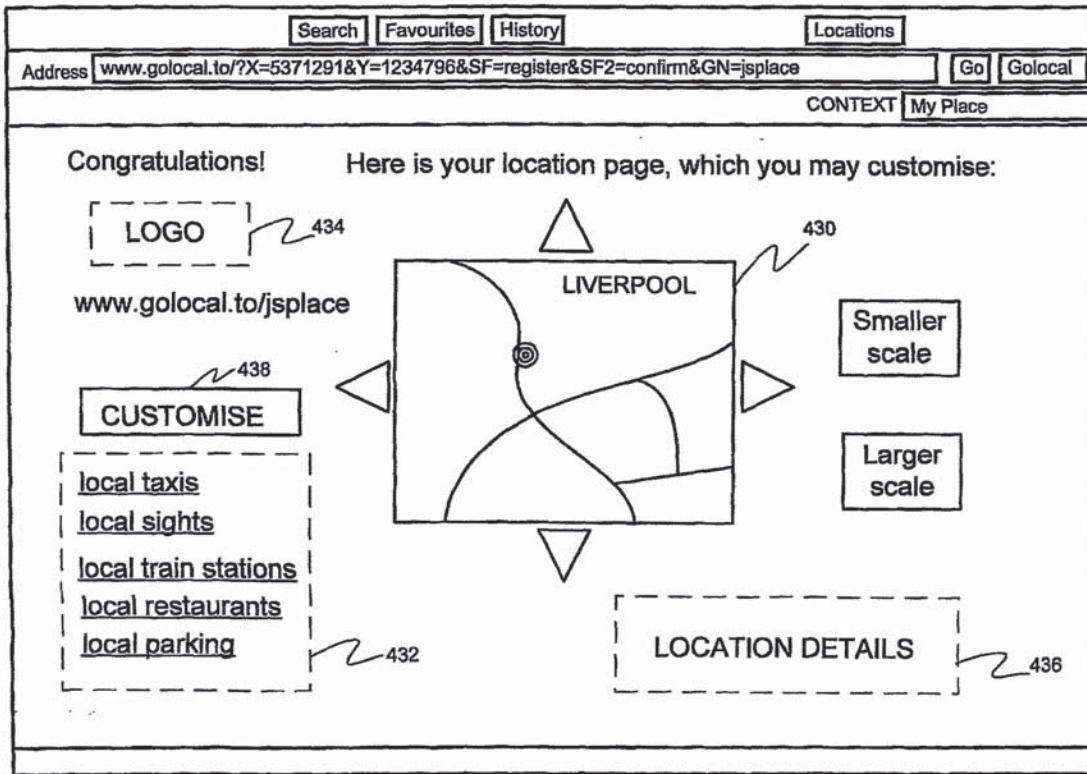 Search Favourites History Locations
Address www.golocal.to/?X=5371291&Y=1234796&SF=register&SF2=confirm&GN=jsplace Go Golocal
CONTEXT My Place
Congratulations! Here is your location page, which you may customise:
LOGO 434
430
LIVERPOOL
www.golocal.to/jsplace
Smaller
scale
438
CUSTOMISE
Larger
scale
local taxis
local sights
local train stations
local restaurants
local parking
432
LOCATION DETAILS
436